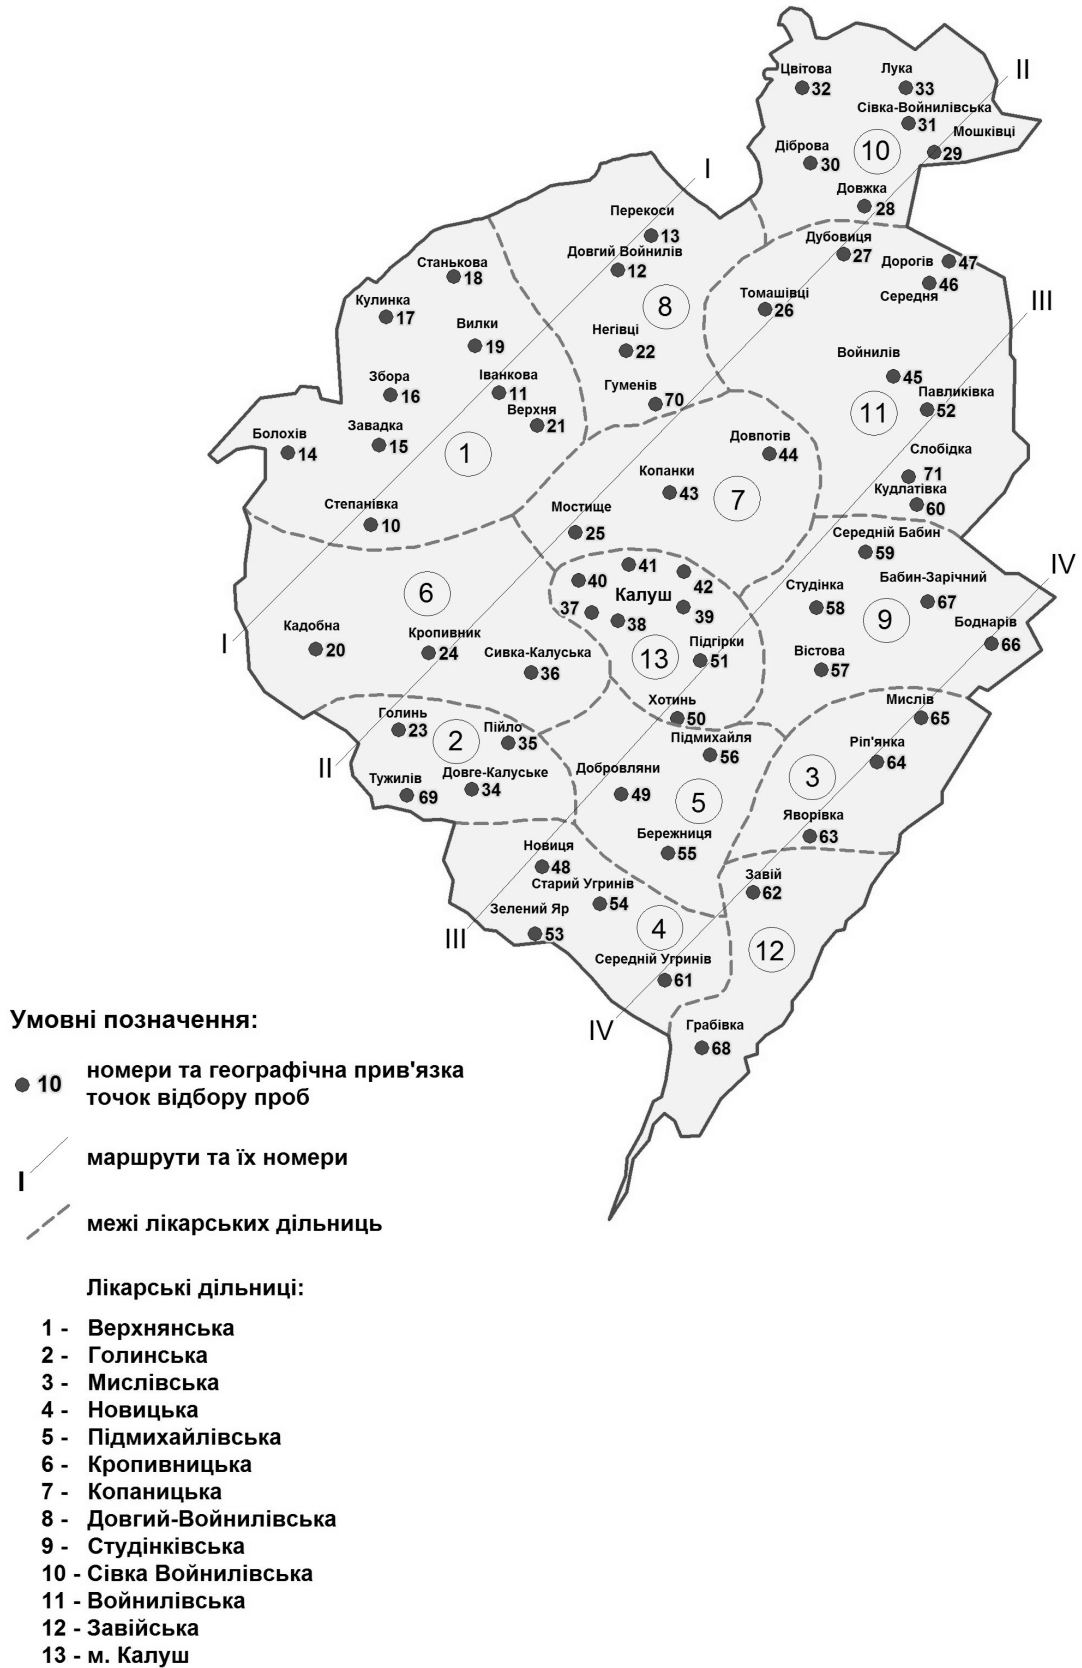 Цвітова
32
Лука
33
II
Сівка-Войнилівська
31
Мошківці
29
Діброва
30
10
Довжка
28
I
Перекоси
13
Довгий Войнилів
12
Дубовиця
27
Дорогів
47
46
Середня
Станькова
18
Кулинка
17
8
Томашівці
26
III
Вилки
19
Негівці
22
Войнилів
45
Збора
16
Іванкова
11
Гуменів
70
Павликівка
52
Верхня
21
11
Завадка
15
Болохів
14
1
Довпотів
44
Слобідка
71
Копанки
43
7
Кудлатівка
60
Степанівка
10
Мостище
25
Середній Бабин
59
IV
41
40
42
Калуш
37
38
39
6
Студінка
58
Бабин-Зарічний
67
9
Боднарів
66
I
Кадобна
20
Кропивник
24
Сивка-Калуська
36
13
Підгірки
51
Вістова
57
Хотинь
50
Мислів
65
Голинь
23
2
Пійло
35
Підмихайля
56
Ріп'янка
64
II
Тужилів
69
Довге-Калуське
34
Добровляни
49
5
3
Яворівка
63
Бережниця
55
Новиця
48
Завій
62
Старий Угринів
54
Зелений Яр
53
III
4
12
Середній Угринів
61
IV
Грабівка
68
Умовні позначення:
10 номери та географічна прив'язка
точок відбору проб
I маршрути та їх номери
межі лікарських дільниць
Лікарські дільниці:
1 - Верхнянська
2 - Голинська
3 - Мислівська
4 - Новицька
5 - Підмихайлівська
6 - Кропивницька
7 - Копаницька
8 - Довгий-Войнилівська
9 - Студінківська
10 - Сівка Войнилівська
11 - Войнилівська
12 - Завійська
13 - м. Калуш